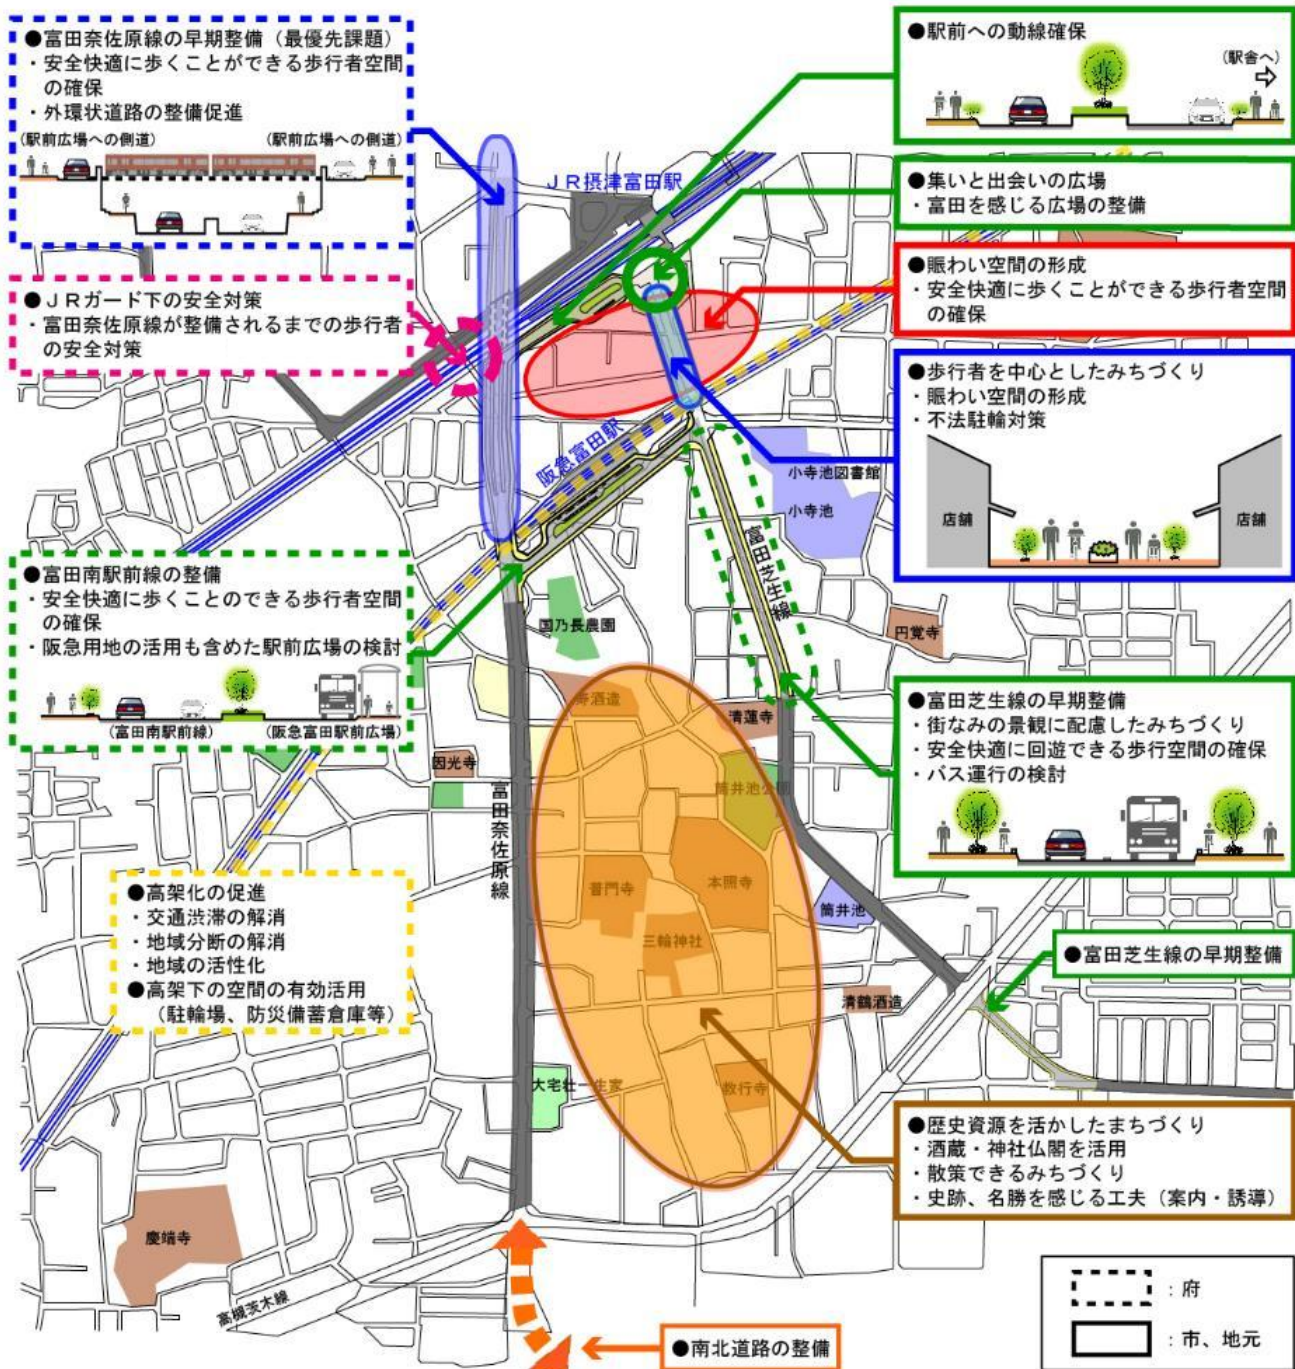 ●富田奈佐原線の早期整備（最優先課題）
・安全快適に歩くことができる歩行者空間
の確保
・外環状道路の整備促進
(駅前広場への側道)
(駅前広場への側道)
●ＪＲガード下の安全対策
・富田奈佐原線が整備されるまでの歩行者
の安全対策
●駅前への動線確保
(駅舎へ)
●集いと出会いの広場
・富田を感じる広場の整備
●賑わい空間の形成
・安全快適に歩くことができる歩行者空間
の確保
●歩行者を中心としたみちづくり
・賑わい空間の形成
・不法駐輪対策
店舗
店舗
ＪＲ摂津富田駅
阪急富田駅
小寺池図書館
小寺池
富田芝生線
円覚寺
国乃長農園
寿酒造
清蓮寺
●富田南駅前線の整備
・安全快適に歩くことのできる歩行者空間
の確保
・阪急用地の活用も含めた駅前広場の検討
(富田南駅前線)
(阪急富田駅前広場)
●富田芝生線の早期整備
・街なみの景観に配慮したみちづくり
・安全快適に回遊できる歩行空間の確保
・バス運行の検討
因光寺
筒井池公園
富田奈佐原線
普門寺
本照寺
筒井池
三輪神社
●高架化の促進
・交通渋滞の解消
・地域分断の解消
・地域の活性化
●高架下の空間の有効活用
（駐輪場、防災備蓄倉庫等）
●富田芝生線の早期整備
清鶴酒造
大宅壮一生家
教行寺
●歴史資源を活かしたまちづくり
・酒蔵・神社仏閣を活用
・散策できるみちづくり
・史跡、名勝を感じる工夫（案内・誘導）
慶端寺
高槻茨木線
●南北道路の整備
：府
：市、地元